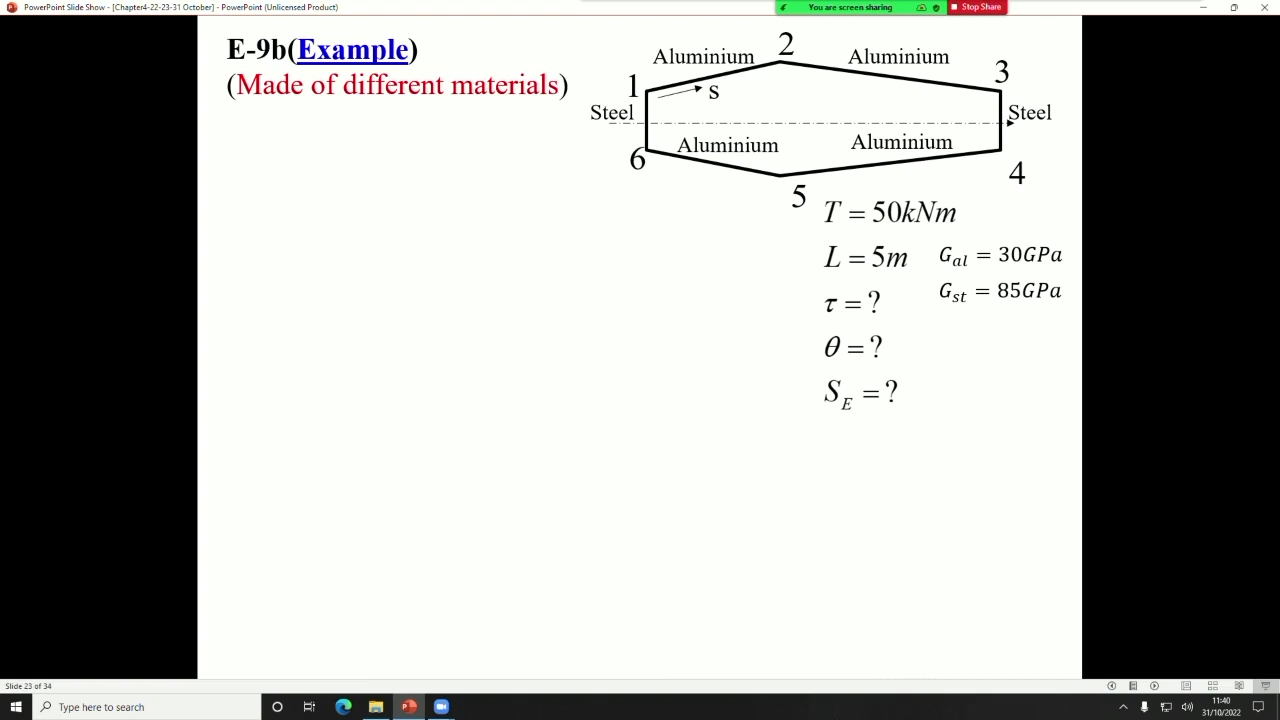 PowerPoint Slide Show - [Chapter4-22-23-31 October] - PowerPoint (Unlicensed Product)
You are screen sharing
Stop Share
E-9b(Example)
(Made of different materials)
Aluminium
2
Aluminium
3
1
s
Steel
Steel
6
Aluminium
Aluminium
4
5
T = 50kNm
L = 5m
G_al = 30GPa
G_st = 85GPa
τ = ?
θ = ?
S_E = ?
Slide 23 of 34
Type here to search
11:40
31/10/2022